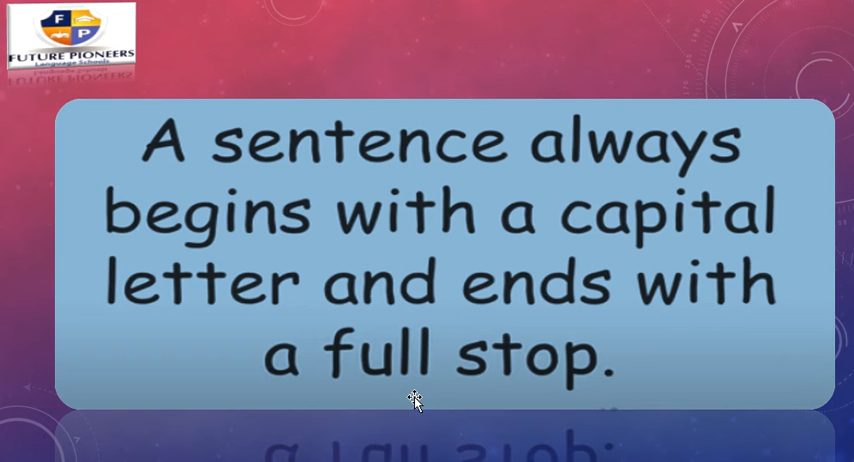 F
P
FUTURE PIONEERS
Language Schools
A sentence always
begins with a capital
letter and ends with
a full stop.